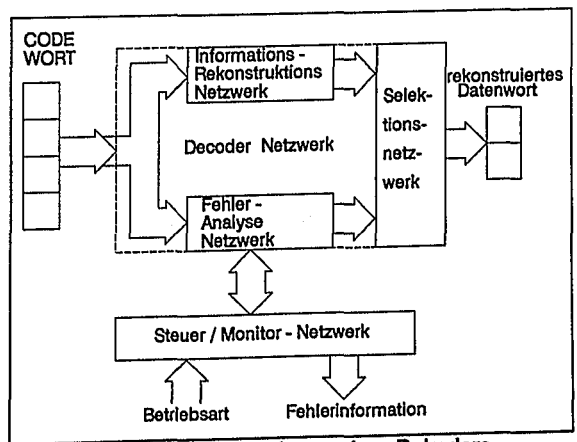 CODE
WORT
Informations -
Rekonstruktions
Netzwerk
Selek-
tions-
netz-
werk
rekonstruiertes
Datenwort
Decoder Netzwerk
Fehler -
Analyse
Netzwerk
Steuer / Monitor - Netzwerk
Betriebsart
Fehlerinformation